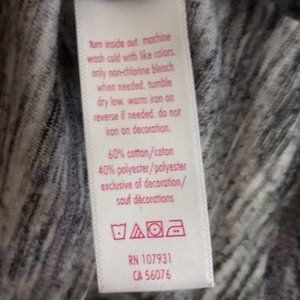 turn inside out. machine
wash cold with like colors.
only non-chlorine bleach
when needed. tumble
dry low. warm iron on
reverse if needed. do not
iron on decoration.
60% cotton/coton
40% polyester/polyester
exclusive of decoration/
sauf décorations
RN 107931
CA 56076